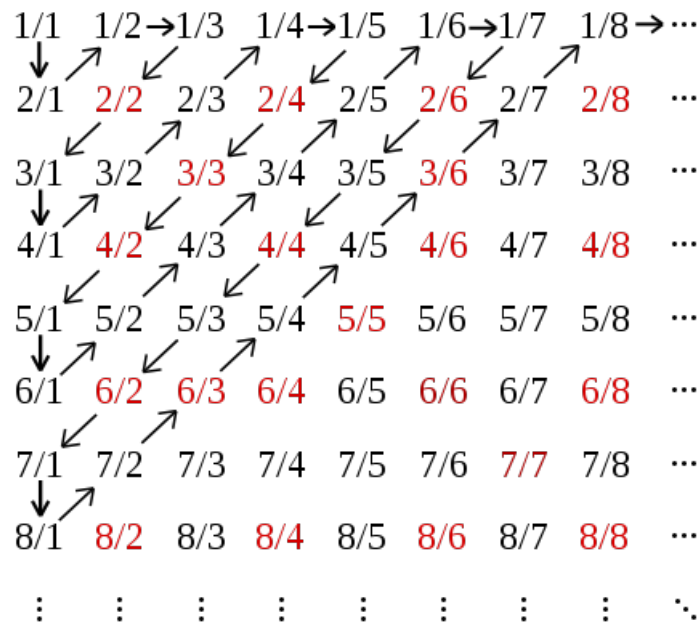 1/1 1/2 → 1/3 1/4 → 1/5 1/6 → 1/7 1/8 → ···
2/1 2/2 2/3 2/4 2/5 2/6 2/7 2/8 ···
3/1 3/2 3/3 3/4 3/5 3/6 3/7 3/8 ···
4/1 4/2 4/3 4/4 4/5 4/6 4/7 4/8 ···
5/1 5/2 5/3 5/4 5/5 5/6 5/7 5/8 ···
6/1 6/2 6/3 6/4 6/5 6/6 6/7 6/8 ···
7/1 7/2 7/3 7/4 7/5 7/6 7/7 7/8 ···
8/1 8/2 8/3 8/4 8/5 8/6 8/7 8/8 ···
⋮ ⋮ ⋮ ⋮ ⋮ ⋮ ⋮ ⋮ ⋱